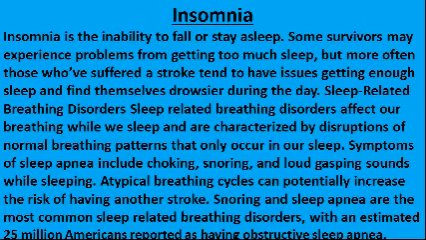 Insomnia
Insomnia is the inability to fall or stay asleep. Some survivors may
experience problems from getting too much sleep, but more often
those who've suffered a stroke tend to have issues getting enough
sleep and find themselves drowsier during the day. Sleep-Related
Breathing Disorders Sleep related breathing disorders affect our
breathing while we sleep and are characterized by disruptions of
normal breathing patterns that only occur in our sleep. Symptoms
of sleep apnea include choking, snoring, and loud gasping sounds
while sleeping. Atypical breathing cycles can potentially increase
the risk of having another stroke. Snoring and sleep apnea are the
most common sleep related breathing disorders, with an estimated
25 million Americans reported as having obstructive sleep apnea.